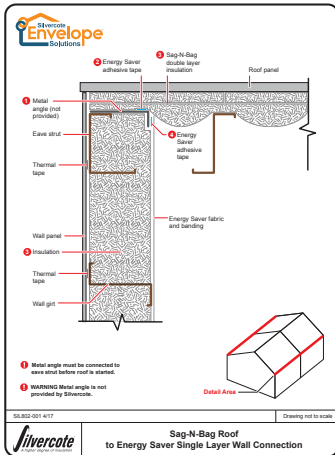 Silvercote
Envelope
Solutions
2 Energy Saver
adhesive tape
3 Sag-N-Bag
double layer
insulation
Roof panel
1 Metal
angle (not
provided)
4 Energy
Saver
adhesive
tape
Eave strut
Thermal
tape
Energy Saver fabric
and banding
Wall panel
3 Insulation
Thermal
tape
Wall girt
! Metal angle must be connected to
eave strut before roof is started.
! WARNING Metal angle is not
provided by Silvercote.
Detail Area
SIL802-001 4/17
Drawing not to scale
Silvercote
A higher degree of insulation
Sag-N-Bag Roof
to Energy Saver Single Layer Wall Connection